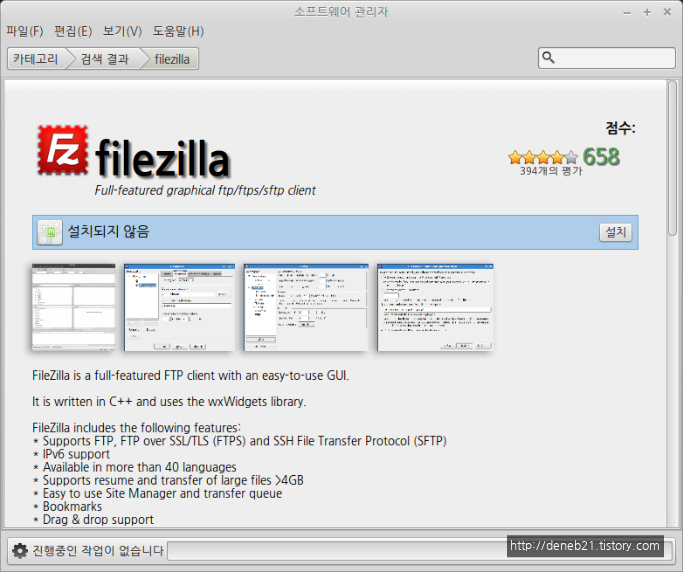 소프트웨어 관리자
파일(F) 편집(E) 보기(V) 도움말(H)
카테고리 검색 결과 filezilla
점수:
Fz filezilla
658
394개의 평가
Full-featured graphical ftp/ftps/sftp client
설치되지 않음 설치
FileZilla is a full-featured FTP client with an easy-to-use GUI.
It is written in C++ and uses the wxWidgets library.
FileZilla includes the following features:
* Supports FTP, FTP over SSL/TLS (FTPS) and SSH File Transfer Protocol (SFTP)
* IPv6 support
* Available in more than 40 languages
* Supports resume and transfer of large files >4GB
* Easy to use Site Manager and transfer queue
* Bookmarks
* Drag & drop support
진행중인 작업이 없습니다
http://deneb21.tistory.com